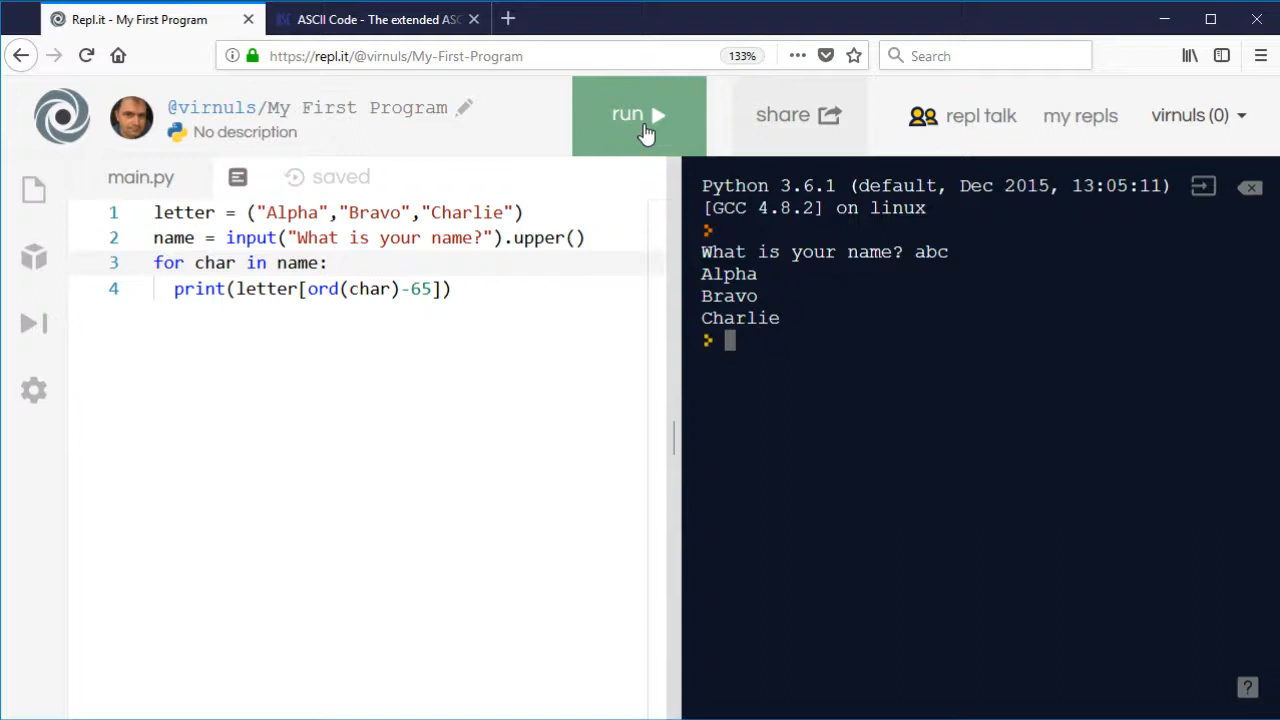 Repl.it - My First Program
ASCII Code - The extended ASC
https://repl.it/@virnuls/My-First-Program
133%
Search
@virnuls/My First Program
No description
run
share
repl talk
my repls
virnuls (0)
main.py
saved
1 letter = ("Alpha","Bravo","Charlie")
2 name = input("What is your name?").upper()
3 for char in name:
4 print(letter[ord(char)-65])
Python 3.6.1 (default, Dec 2015, 13:05:11)
[GCC 4.8.2] on linux
What is your name? abc
Alpha
Bravo
Charlie
?